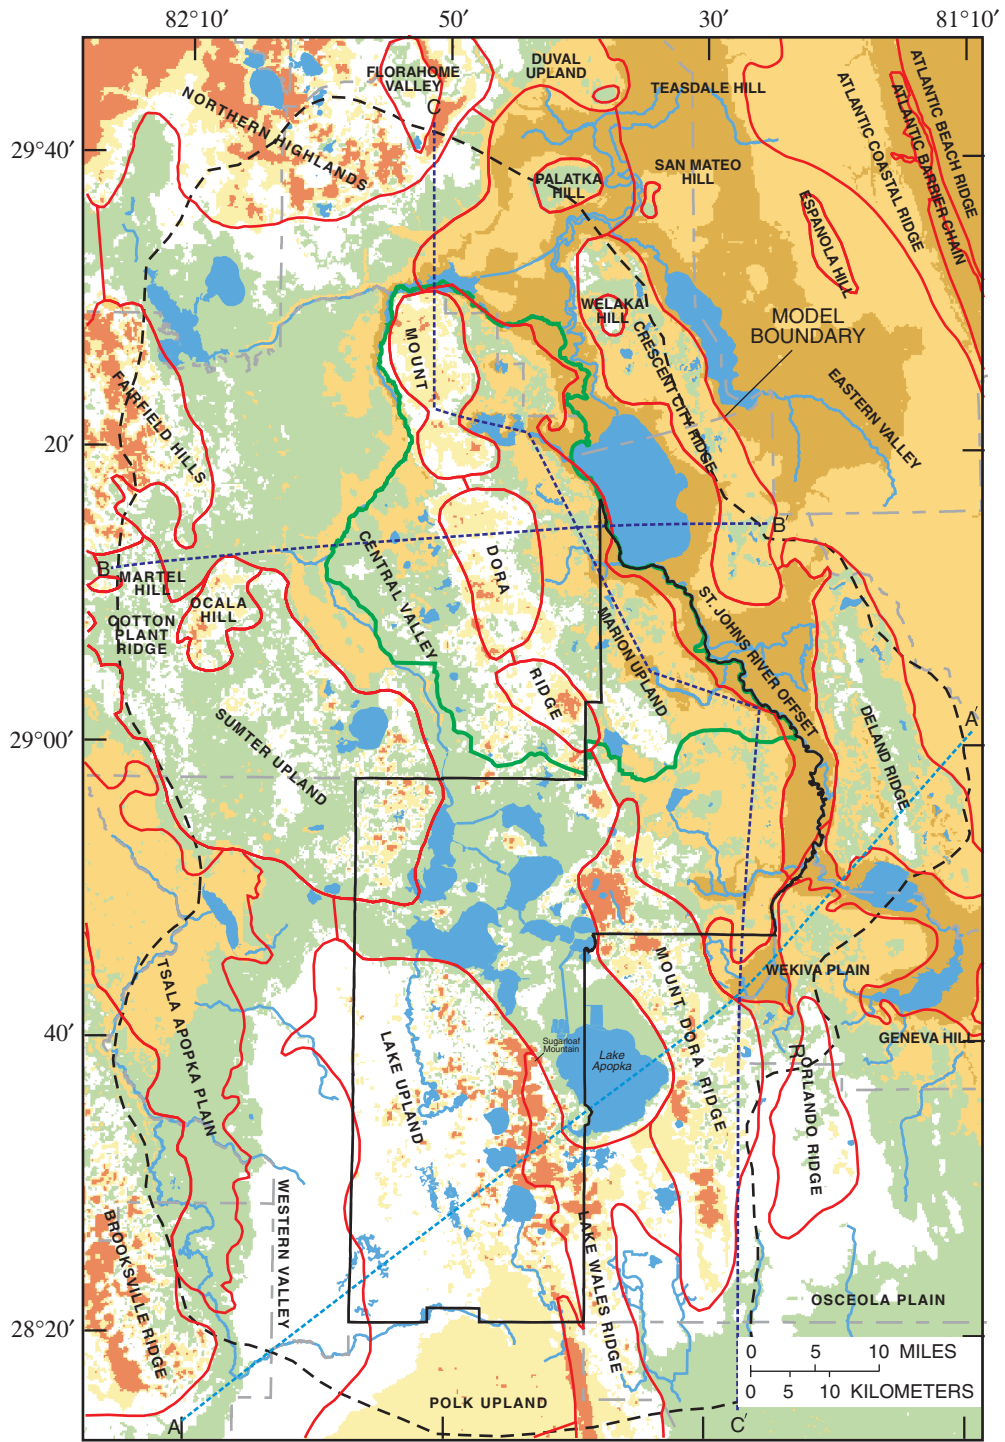 82°10′
50′
30′
81°10′
29°40′
20′
29°00′
40′
28°20′
FLORAHOME
VALLEY
C
DUVAL
UPLAND
TEASDALE HILL
ATLANTIC BEACH RIDGE
ATLANTIC BARRIER CHAIN
ATLANTIC COASTAL RIDGE
NORTHERN HIGHLANDS
PALATKA
HILL
SAN MATEO
HILL
ESPANOLA HILL
WELAKA
HILL
MODEL
BOUNDARY
CRESCENT CITY RIDGE
EASTERN VALLEY
MOUNT
FAIRFIELD HILLS
B
B′
MARTEL
HILL
OCALA
HILL
COTTON
PLANT
RIDGE
CENTRAL VALLEY
DORA
MARION UPLAND
ST. JOHNS RIVER OFFSET
RIDGE
SUMTER UPLAND
DELAND RIDGE
A′
TSALA APOPKA PLAIN
LAKE UPLAND
MOUNT DORA RIDGE
WEKIVA PLAIN
GENEVA HILL
Sugarloaf
Mountain
Lake
Apopka
ORLANDO RIDGE
WESTERN VALLEY
BROOKSVILLE RIDGE
LAKE WALES RIDGE
OSCEOLA PLAIN
POLK UPLAND
A
C′
0 5 10 MILES
0 5 10 KILOMETERS